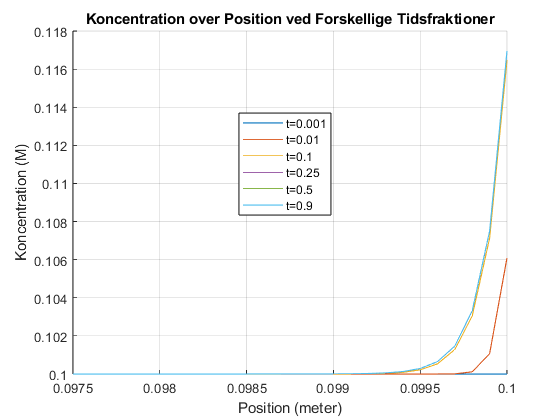 Koncentration over Position ved Forskellige Tidsfraktioner
0.118
0.116
0.114
0.112
0.11
0.108
0.106
0.104
0.102
0.1
Koncentration (M)
t=0.001
t=0.01
t=0.1
t=0.25
t=0.5
t=0.9
0.0975 0.098 0.0985 0.099 0.0995 0.1
Position (meter)